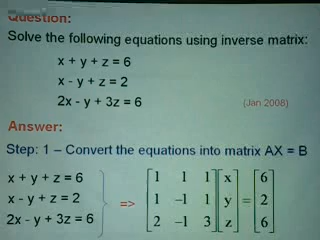 Question:
Solve the following equations using inverse matrix:
x + y + z = 6
x - y + z = 2
2x - y + 3z = 6
(Jan 2008)
Answer:
Step: 1 – Convert the equations into matrix AX = B
x + y + z = 6
x - y + z = 2
2x - y + 3z = 6
=>
[1 1 1] [x] [6]
[1 -1 1] [y] = [2]
[2 -1 3] [z] [6]